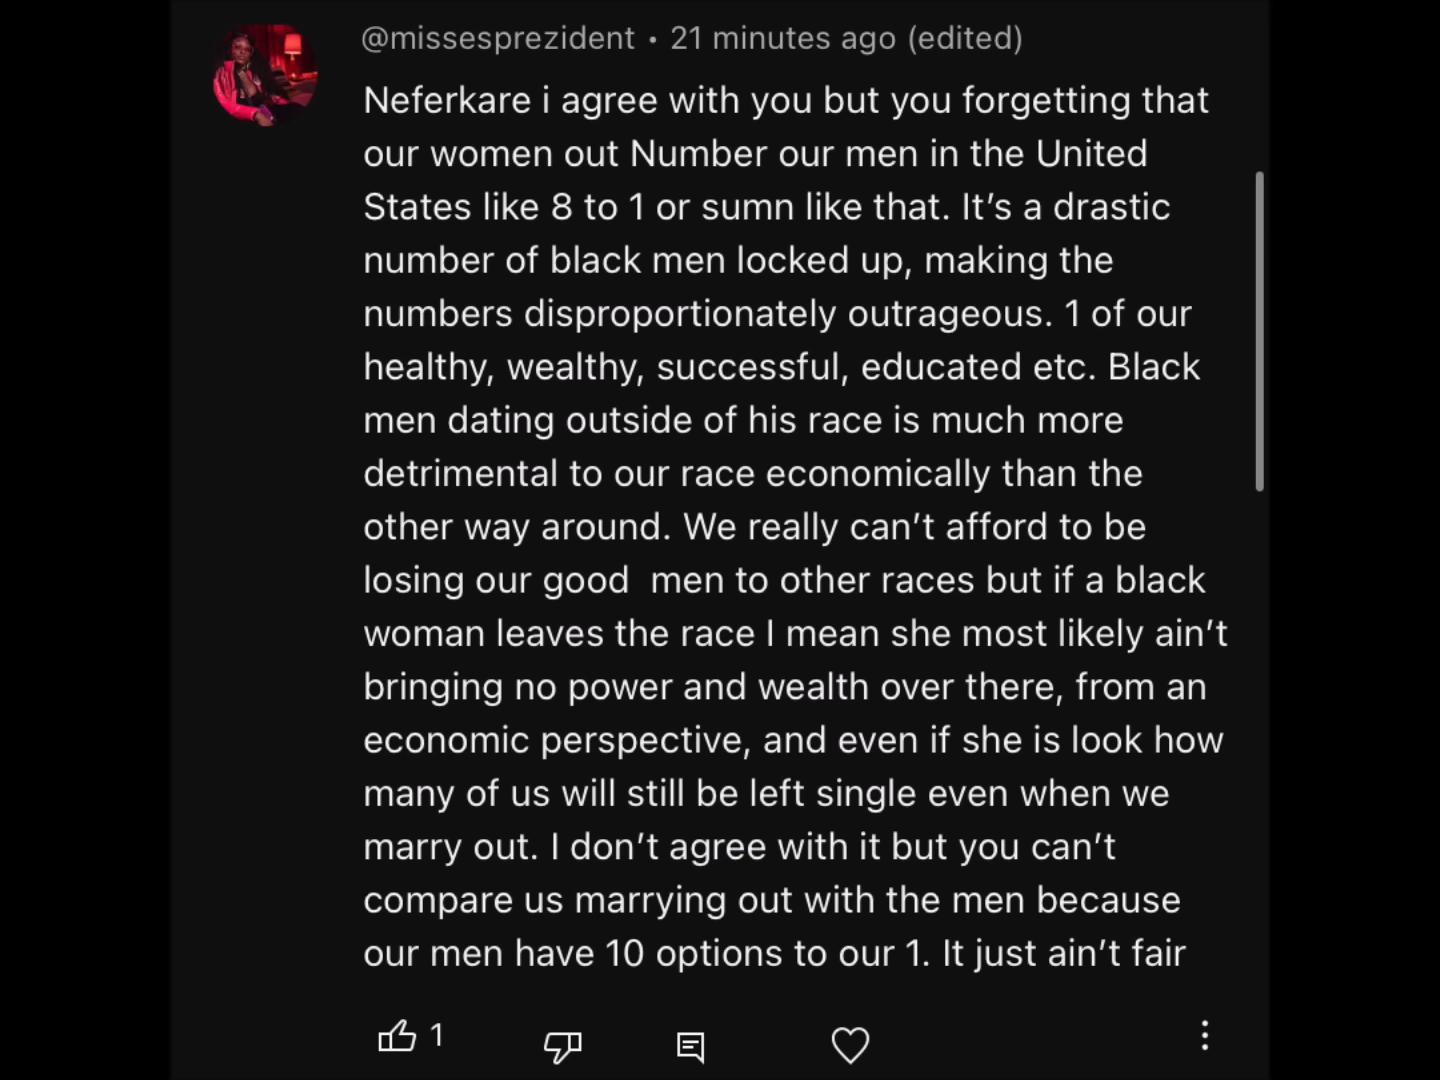 @missesprezident • 21 minutes ago (edited)
Neferkare i agree with you but you forgetting that
our women out Number our men in the United
States like 8 to 1 or sumn like that. It’s a drastic
number of black men locked up, making the
numbers disproportionately outrageous. 1 of our
healthy, wealthy, successful, educated etc. Black
men dating outside of his race is much more
detrimental to our race economically than the
other way around. We really can’t afford to be
losing our good  men to other races but if a black
woman leaves the race I mean she most likely ain’t
bringing no power and wealth over there, from an
economic perspective, and even if she is look how
many of us will still be left single even when we
marry out. I don’t agree with it but you can’t
compare us marrying out with the men because
our men have 10 options to our 1. It just ain’t fair
1